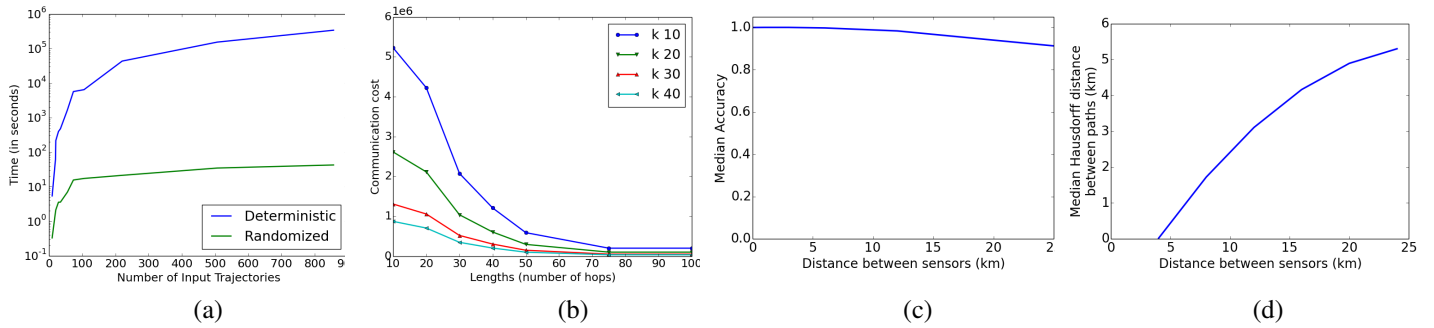 Time (in seconds)
10^6
10^5
10^4
10^3
10^2
10^1
10^0
10^-1
Deterministic
Randomized
0 100 200 300 400 500 600 700 800
Number of Input Trajectories
(a)
1e6
Communication cost
6
5
4
3
2
1
0
k 10
k 20
k 30
k 40
10 20 30 40 50 60 70 80 90 100
Lengths (number of hops)
(b)
Median Accuracy
1.0
0.8
0.6
0.4
0.2
0.0
0 5 10 15 20 2
Distance between sensors (km)
(c)
Median Hausdorff distance
between paths (km)
6
5
4
3
2
1
0
0 5 10 15 20 25
Distance between sensors (km)
(d)